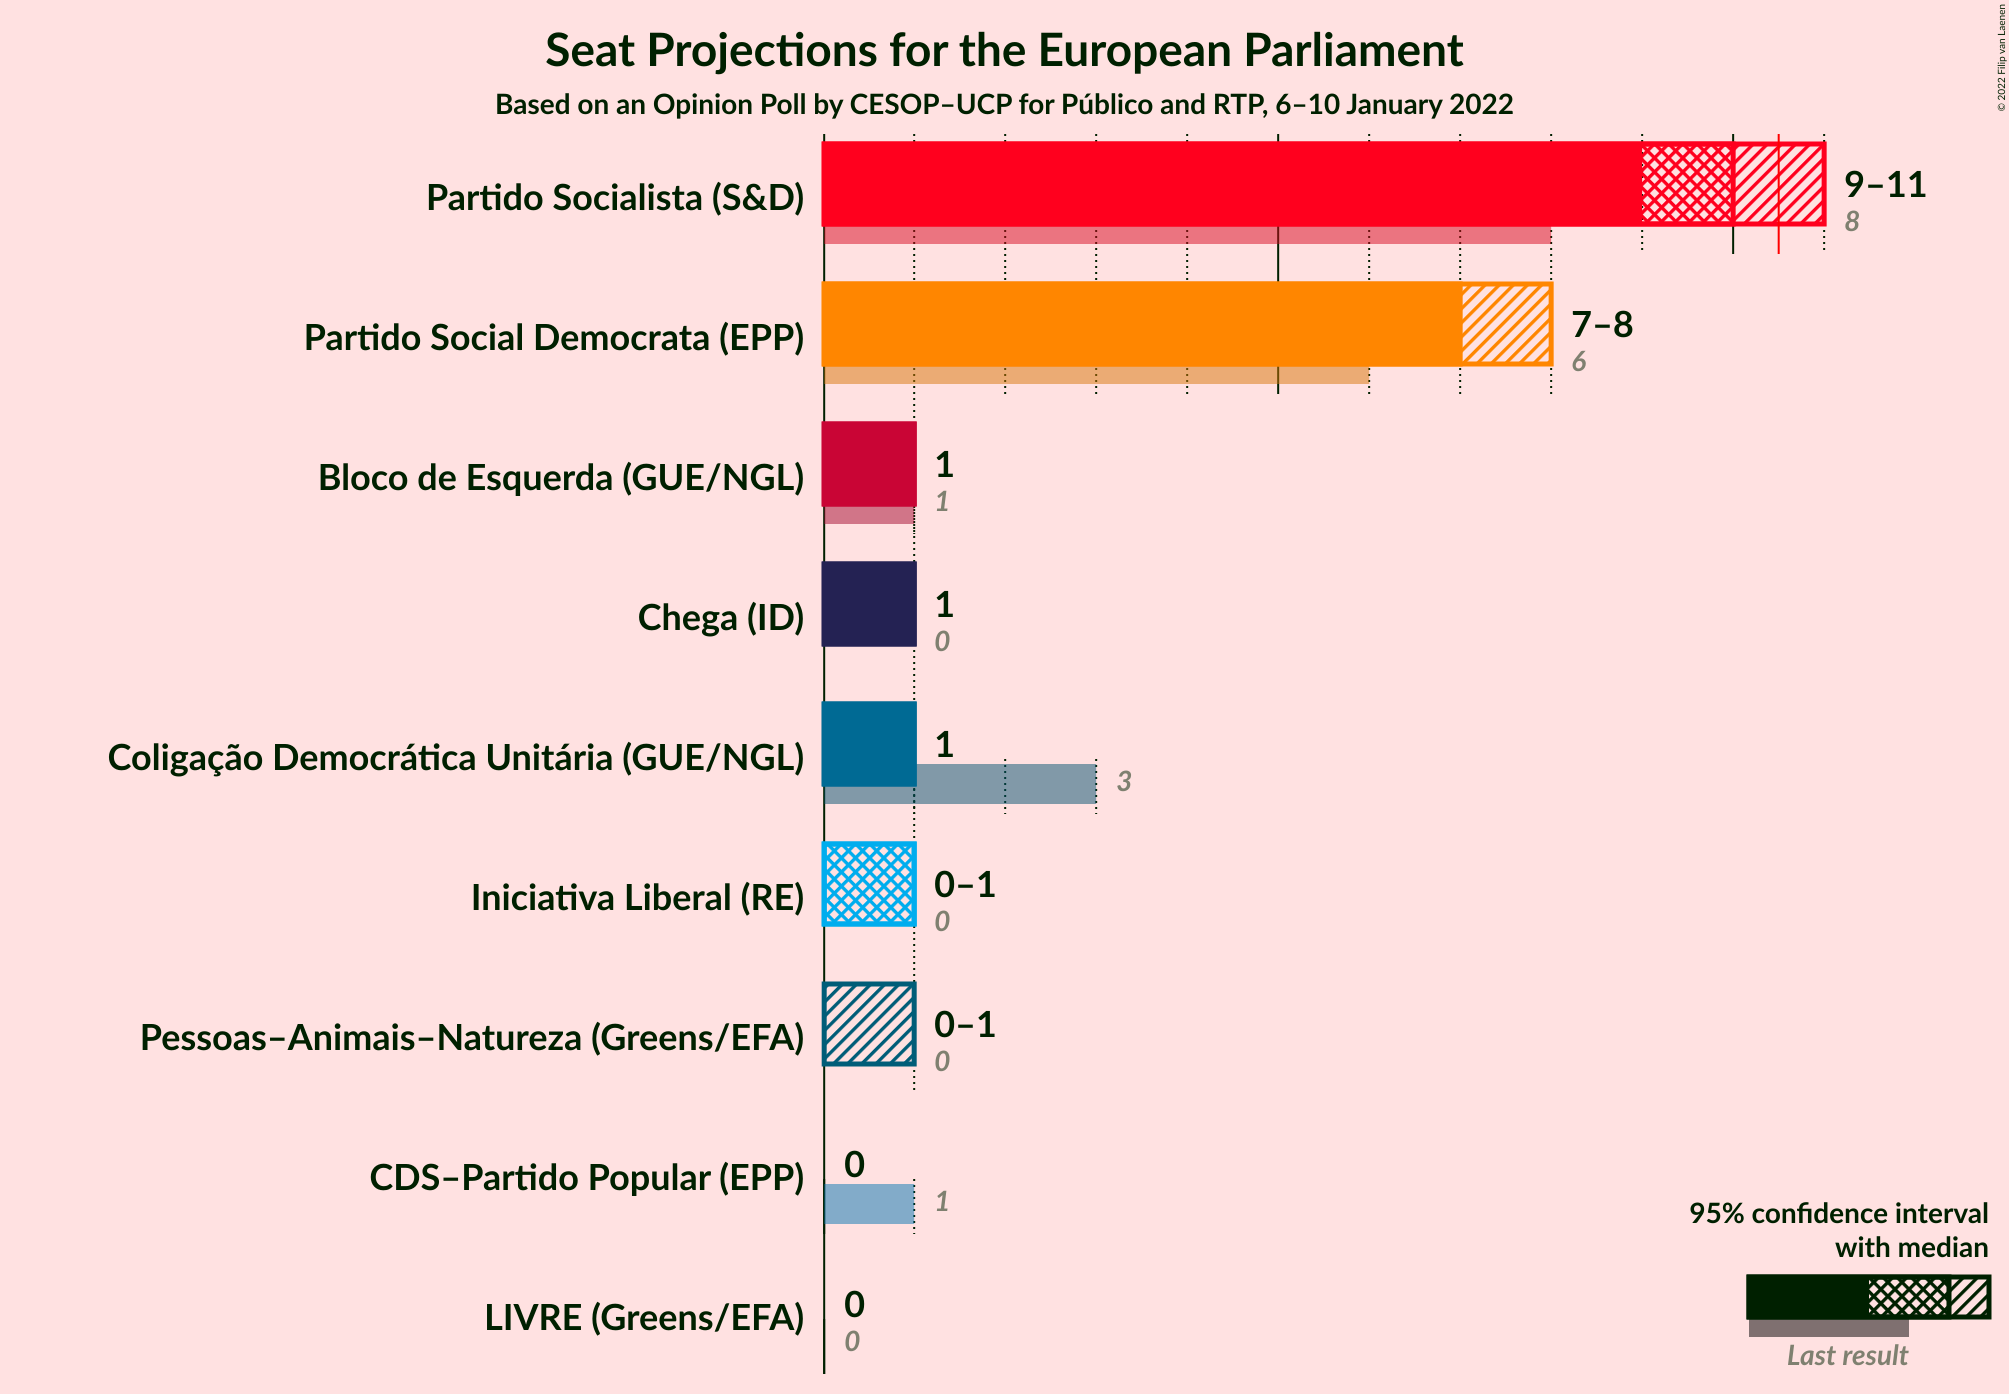 Seat Projections for the European Parliament
Based on an Opinion Poll by CESOP–UCP for Público and RTP, 6–10 January 2022
© 2022 Filip van Laenen
Partido Socialista (S&D)
9–11
8
Partido Social Democrata (EPP)
7–8
6
Bloco de Esquerda (GUE/NGL)
1
1
Chega (ID)
1
0
Coligação Democrática Unitária (GUE/NGL)
1
3
Iniciativa Liberal (RE)
0–1
0
Pessoas–Animais–Natureza (Greens/EFA)
0–1
0
CDS–Partido Popular (EPP)
0
1
LIVRE (Greens/EFA)
0
0
95% confidence interval
with median
Last result